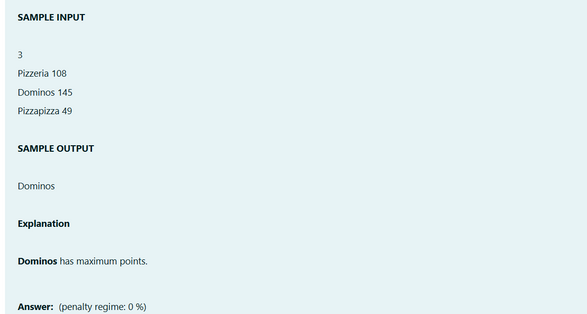 SAMPLE INPUT
3
Pizzeria 108
Dominos 145
Pizzapizza 49
SAMPLE OUTPUT
Dominos
Explanation
Dominos has maximum points.
Answer: (penalty regime: 0 %)